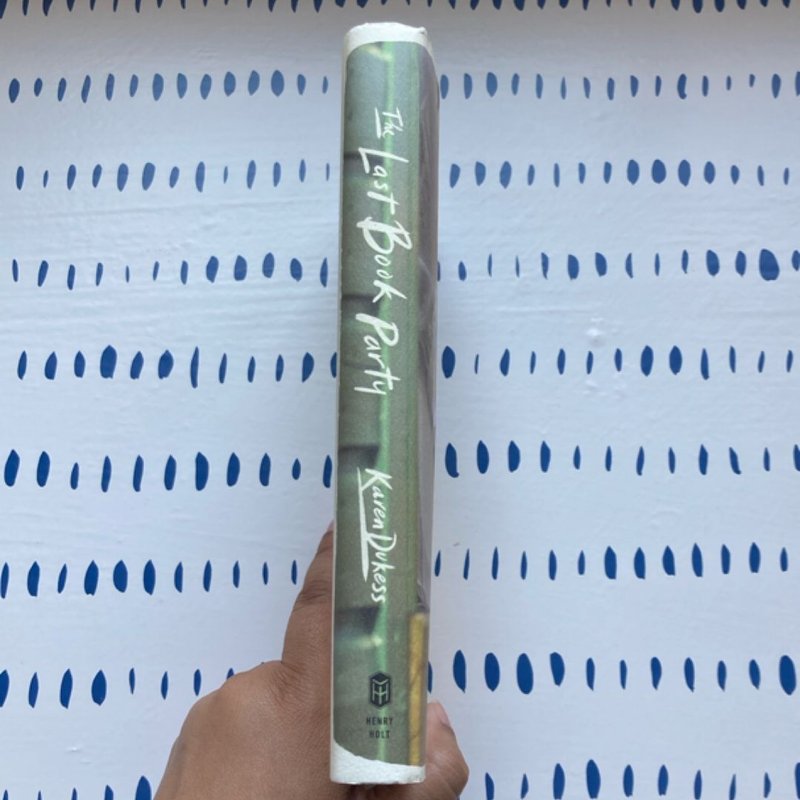 The Last Book Party
Karen Dukess
HENRY
HOLT